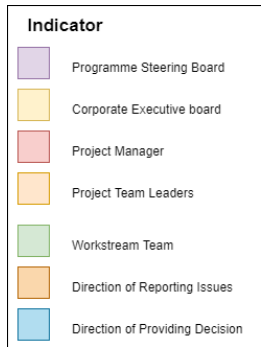 Indicator
Programme Steering Board
Corporate Executive board
Project Manager
Project Team Leaders
Workstream Team
Direction of Reporting Issues
Direction of Providing Decision